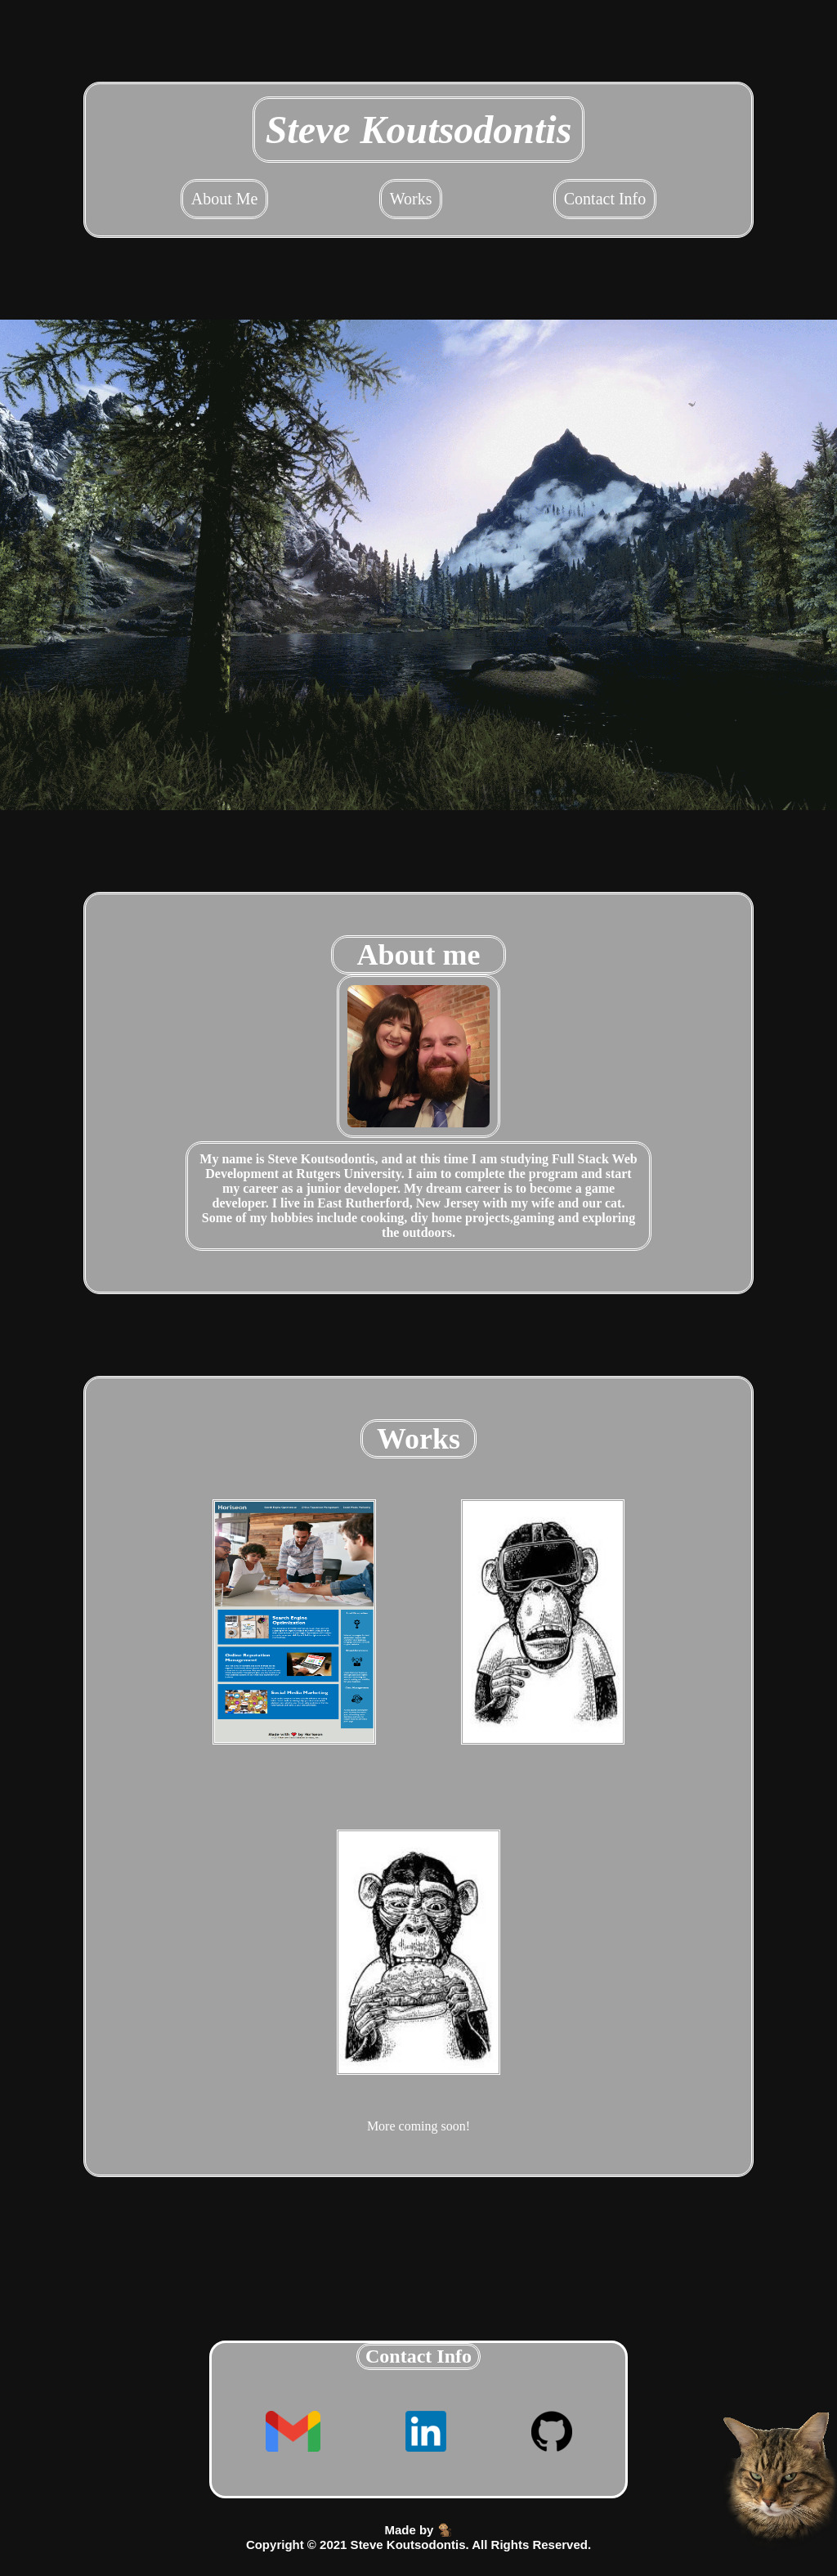 Steve Koutsodontis
About Me
Works
Contact Info
About me
My name is Steve Koutsodontis, and at this time I am studying Full Stack Web
Development at Rutgers University. I aim to complete the program and start
my career as a junior developer. My dream career is to become a game
developer. I live in East Rutherford, New Jersey with my wife and our cat.
Some of my hobbies include cooking, diy home projects,gaming and exploring
the outdoors.
Works
Horiseon
Search Engine
Optimization
Online Reputation
Management
Social Media Marketing
More coming soon!
Contact Info
in
Made by
Copyright © 2021 Steve Koutsodontis. All Rights Reserved.